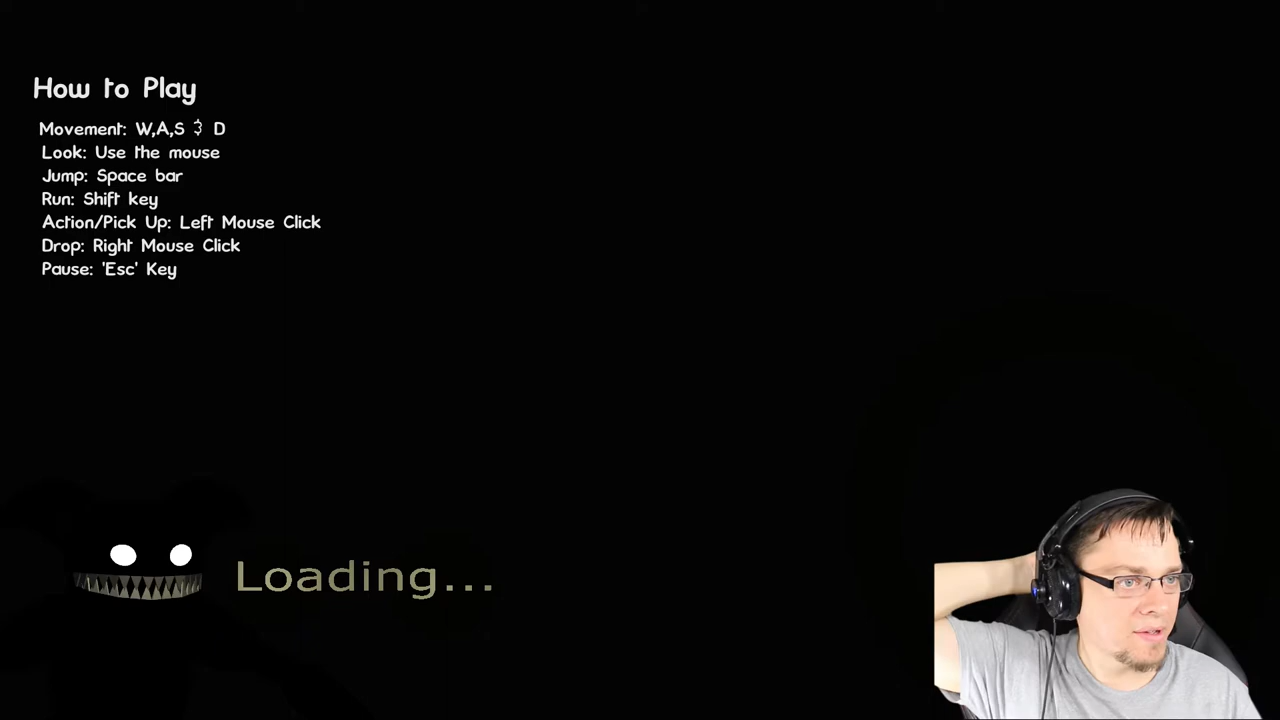 How to Play
Movement: W,A,S & D
Look: Use the mouse
Jump: Space bar
Run: Shift key
Action/Pick Up: Left Mouse Click
Drop: Right Mouse Click
Pause: 'Esc' Key
Loading...